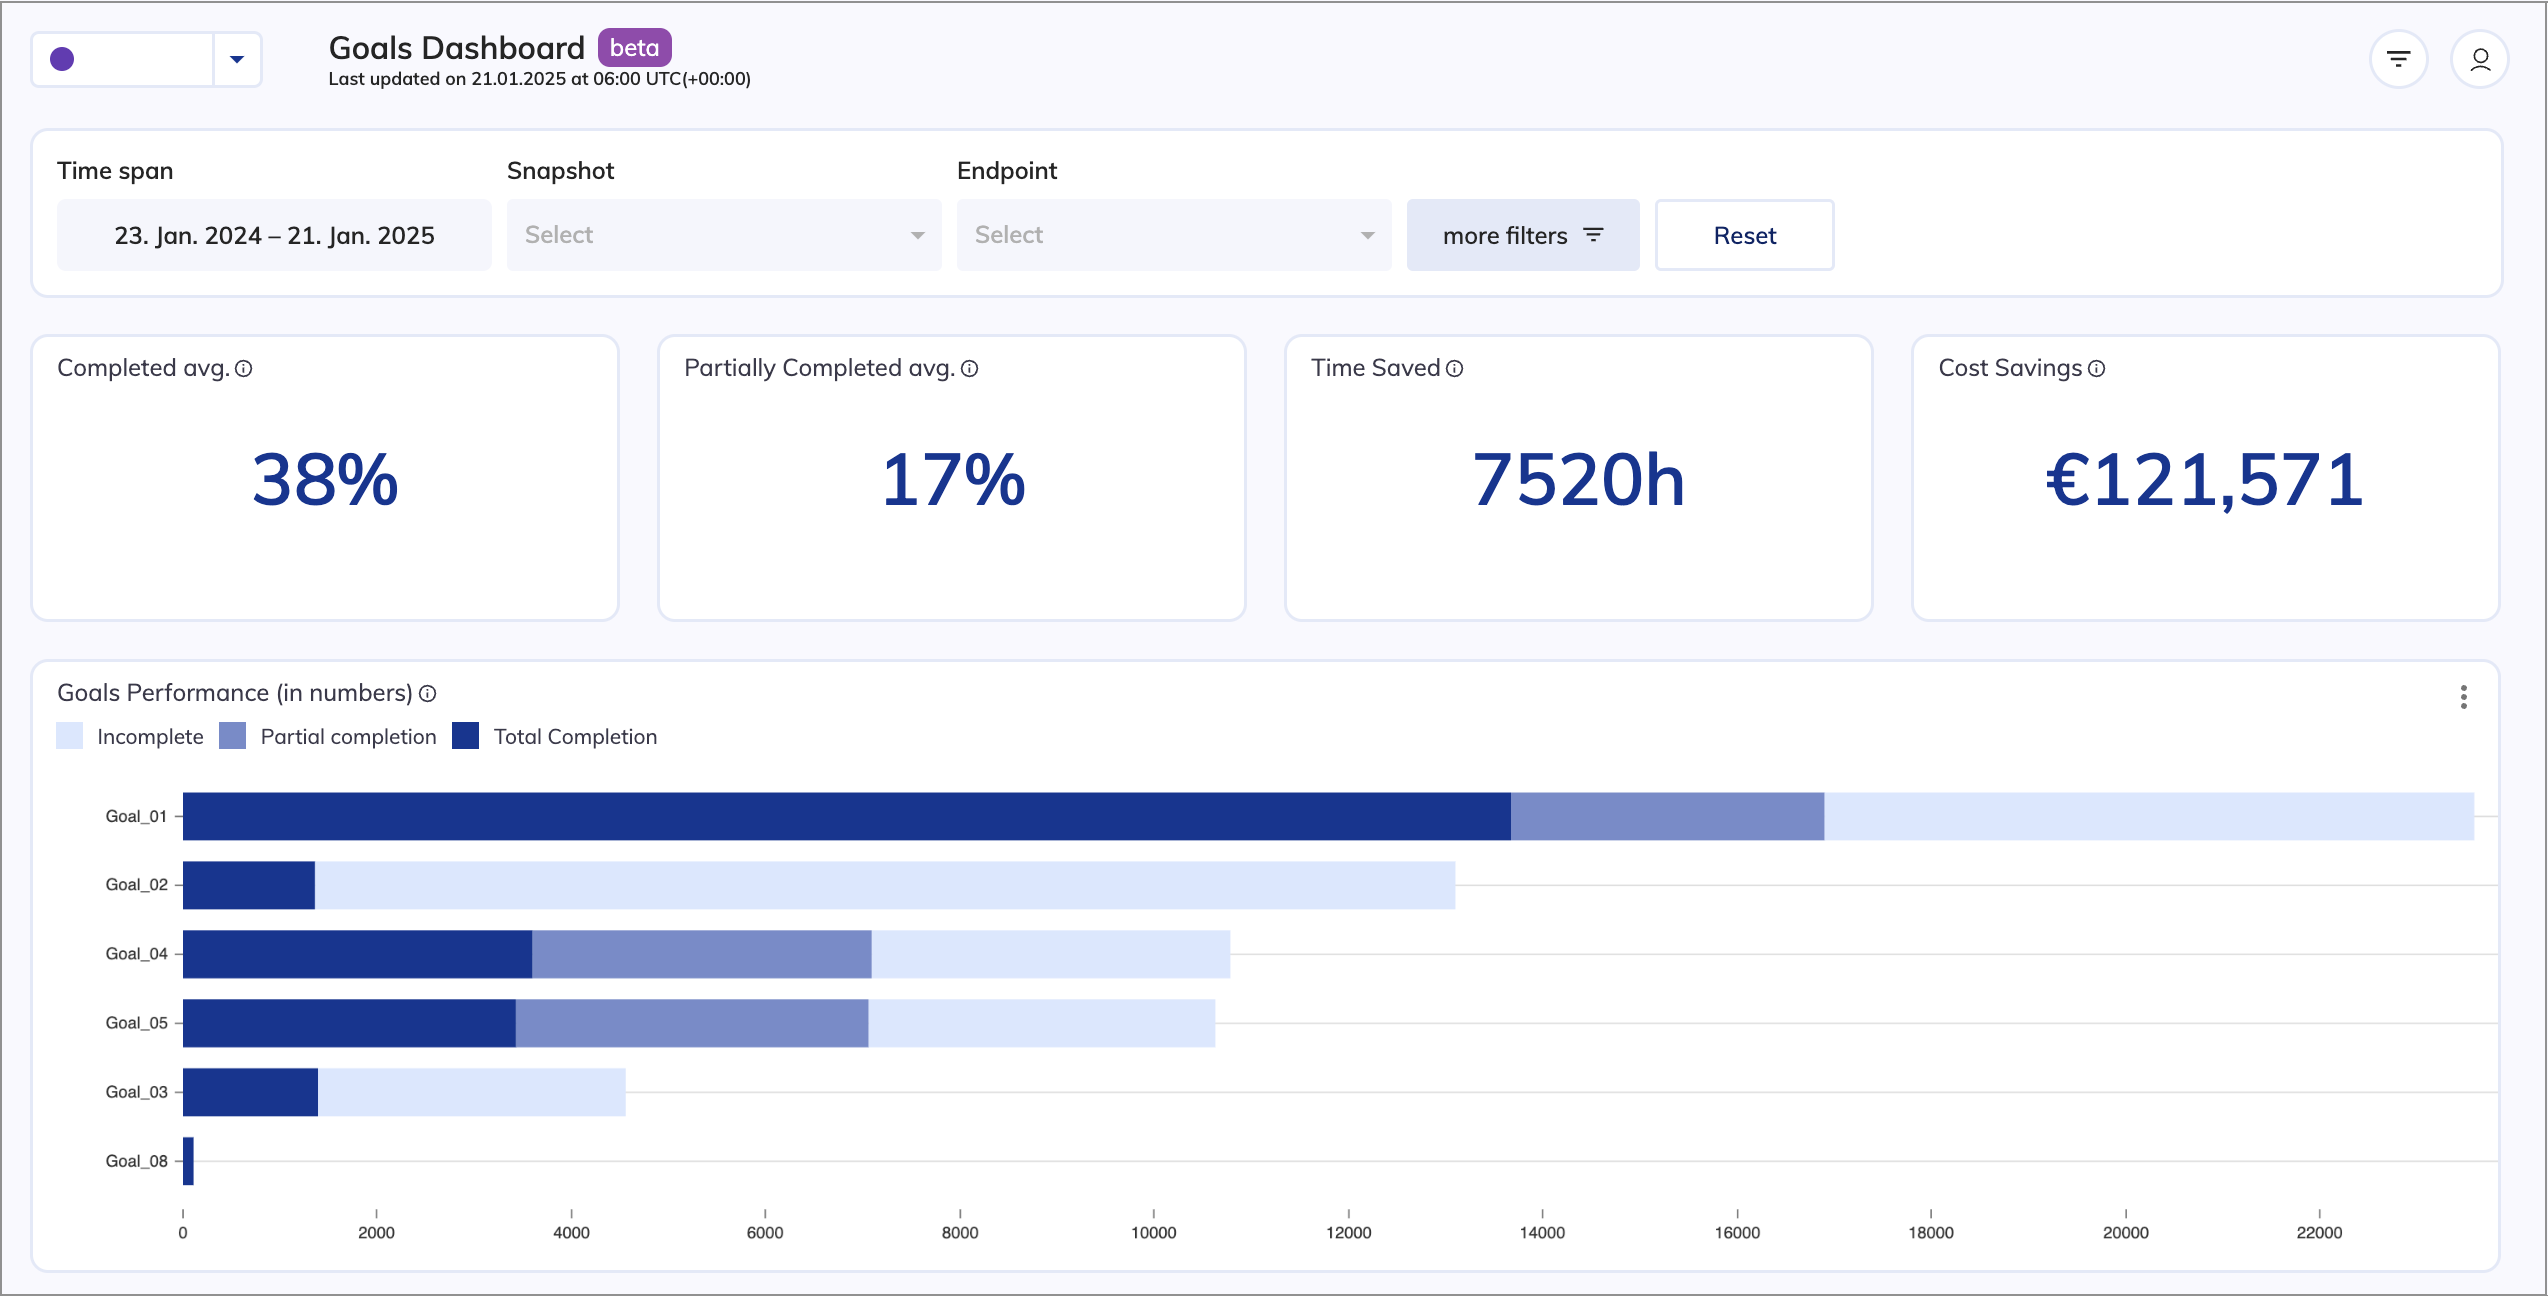 Goals Dashboard beta
Last updated on 21.01.2025 at 06:00 UTC(+00:00)
Time span
Snapshot
Endpoint
23. Jan. 2024 – 21. Jan. 2025
Select
Select
more filters
Reset
Completed avg.
38%
Partially Completed avg.
17%
Time Saved
7520h
Cost Savings
€121,571
Goals Performance (in numbers)
Incomplete
Partial completion
Total Completion
Goal_01
Goal_02
Goal_04
Goal_05
Goal_03
Goal_08
0
2000
4000
6000
8000
10000
12000
14000
16000
18000
20000
22000